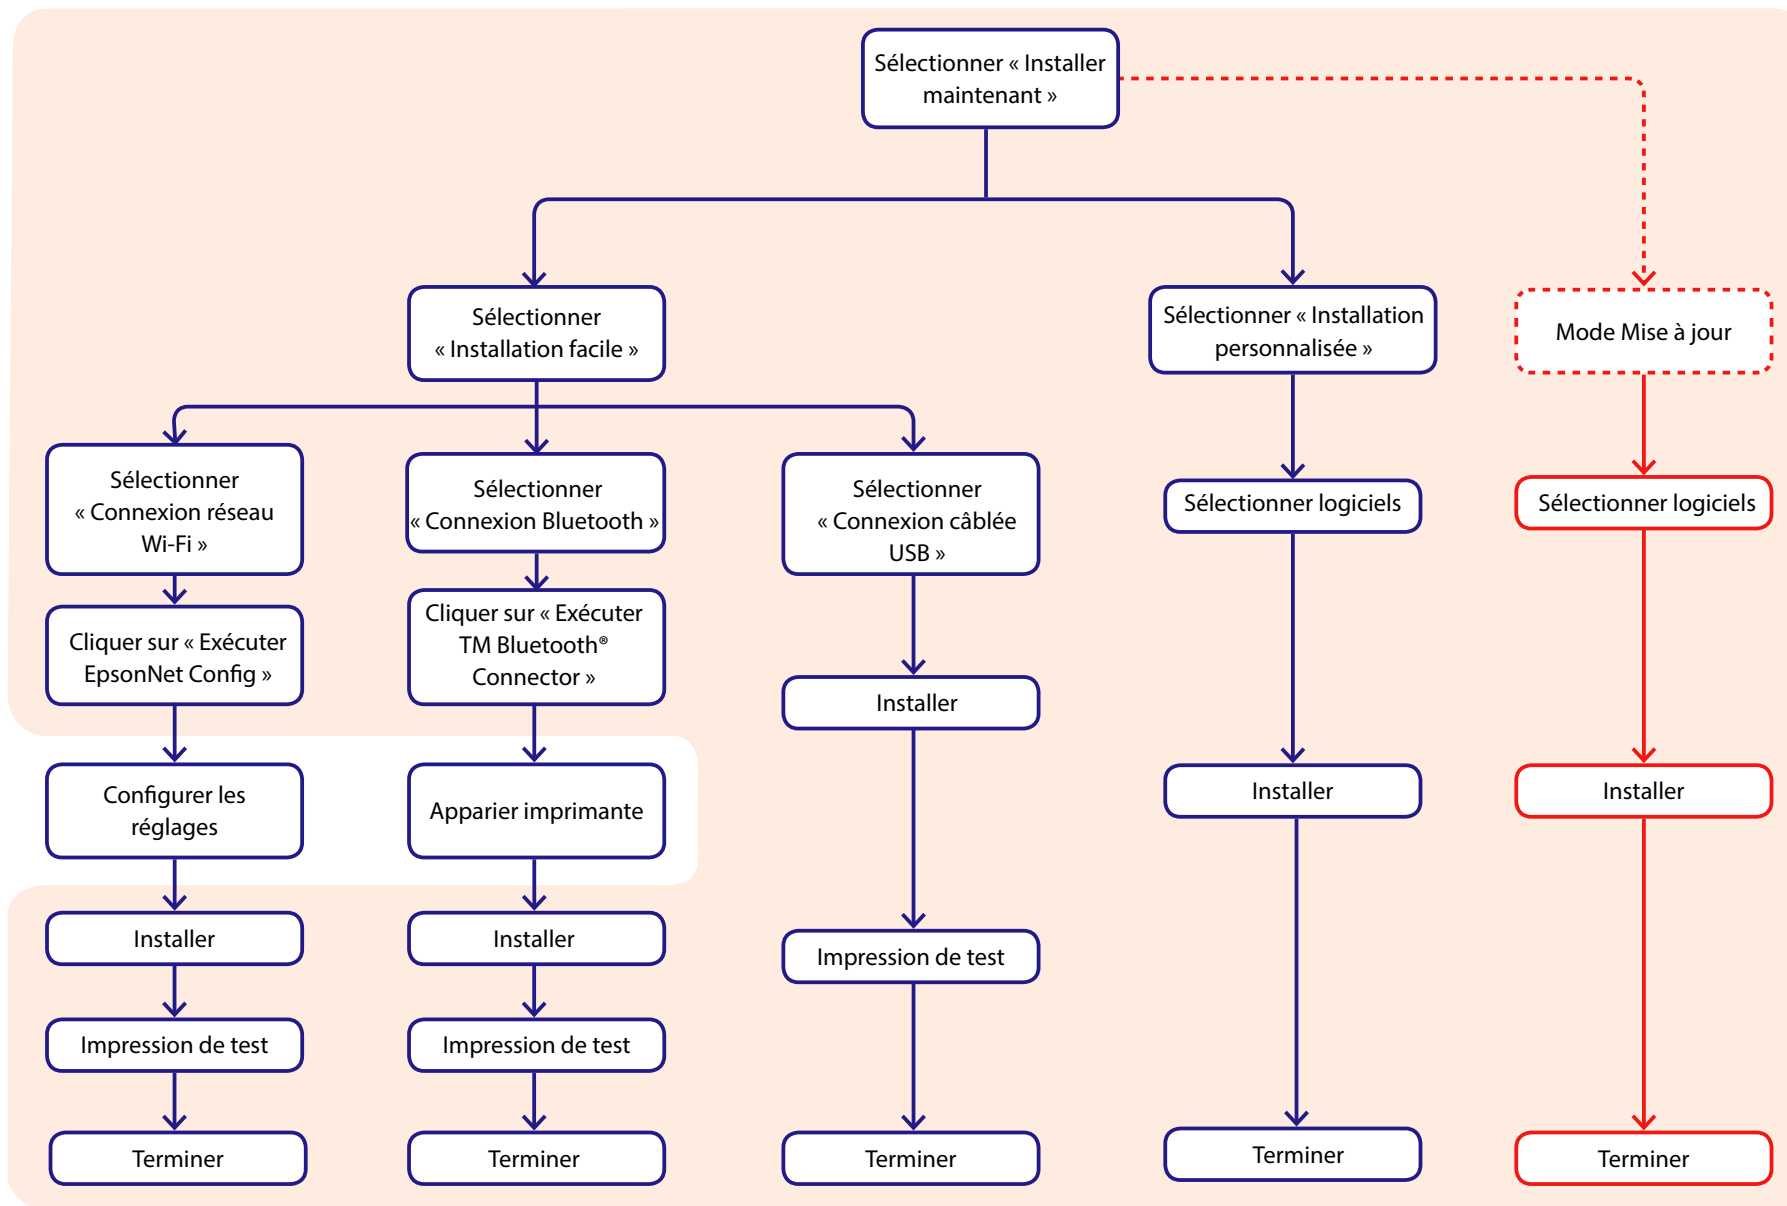 Sélectionner « Installer
maintenant »
Sélectionner
« Installation facile »
Sélectionner « Installation
personnalisée »
Mode Mise à jour
Sélectionner
« Connexion réseau
Wi-Fi »
Sélectionner
« Connexion Bluetooth »
Sélectionner
« Connexion câblée
USB »
Sélectionner logiciels
Sélectionner logiciels
Cliquer sur « Exécuter
EpsonNet Config »
Cliquer sur « Exécuter
TM Bluetooth®
Connector »
Installer
Configurer les
réglages
Apparier imprimante
Installer
Installer
Installer
Installer
Impression de test
Impression de test
Impression de test
Terminer
Terminer
Terminer
Terminer
Terminer